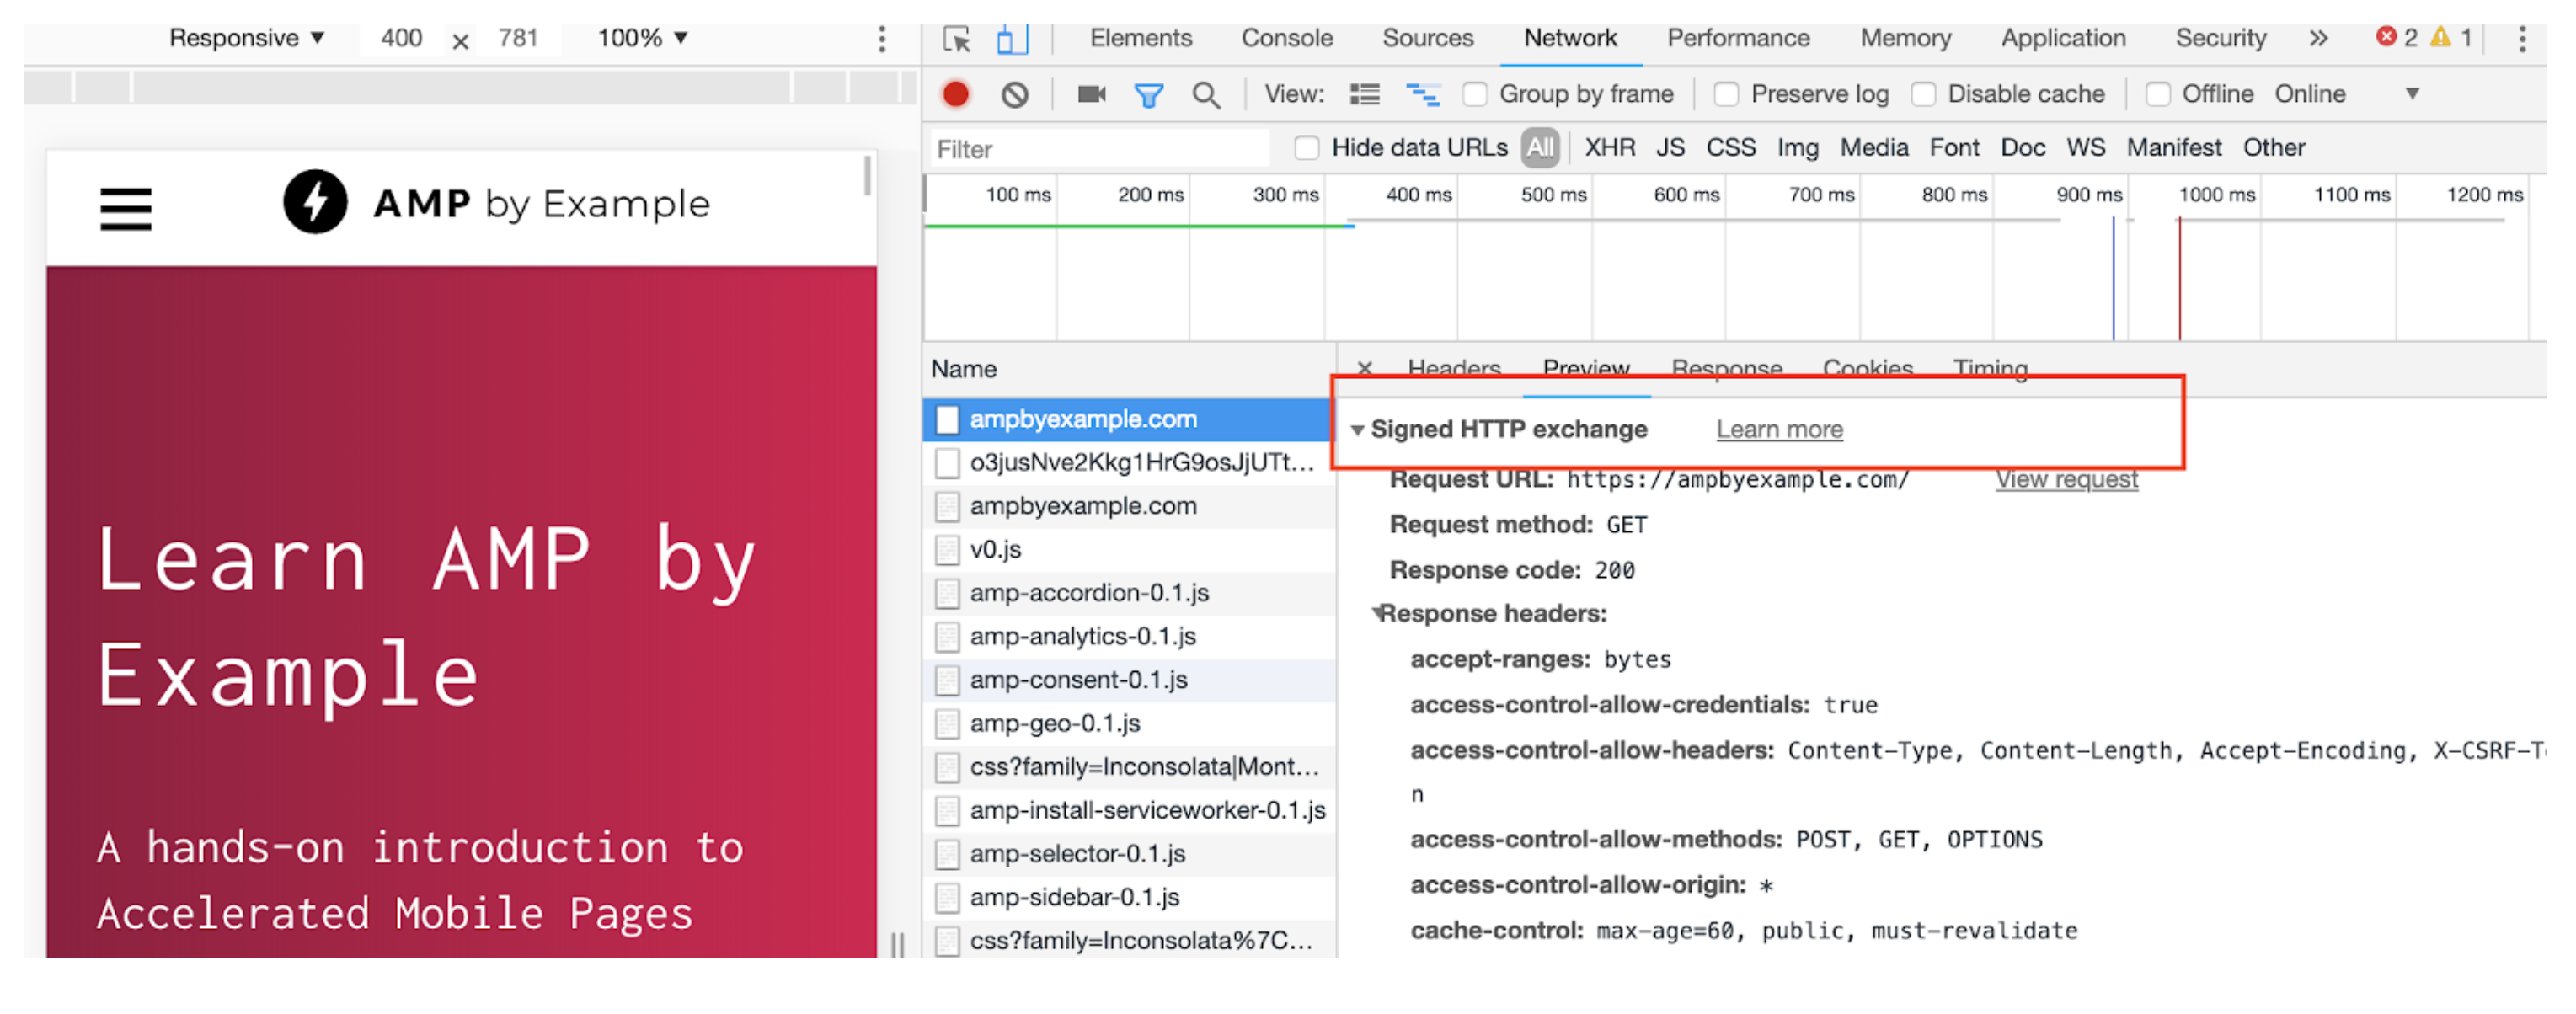 Responsive ▼ 400 × 781 100% ▼
Elements Console Sources Network Performance Memory Application Security » 2 1
View: Group by frame Preserve log Disable cache Offline Online ▼
Filter Hide data URLs All XHR JS CSS Img Media Font Doc WS Manifest Other
100 ms 200 ms 300 ms 400 ms 500 ms 600 ms 700 ms 800 ms 900 ms 1000 ms 1100 ms 1200 ms
AMP by Example
Learn AMP by
Example
A hands-on introduction to
Accelerated Mobile Pages
Name
ampbyexample.com
o3jusNve2Kkg1HrG9osJjUTt...
ampbyexample.com
v0.js
amp-accordion-0.1.js
amp-analytics-0.1.js
amp-consent-0.1.js
amp-geo-0.1.js
css?family=Inconsolata|Mont...
amp-install-serviceworker-0.1.js
amp-selector-0.1.js
amp-sidebar-0.1.js
css?family=Inconsolata%7C...
× Headers Preview Response Cookies Timing
▼ Signed HTTP exchange Learn more
Request URL: https://ampbyexample.com/ View request
Request method: GET
Response code: 200
▼Response headers:
accept-ranges: bytes
access-control-allow-credentials: true
access-control-allow-headers: Content-Type, Content-Length, Accept-Encoding, X-CSRF-T
n
access-control-allow-methods: POST, GET, OPTIONS
access-control-allow-origin: *
cache-control: max-age=60, public, must-revalidate